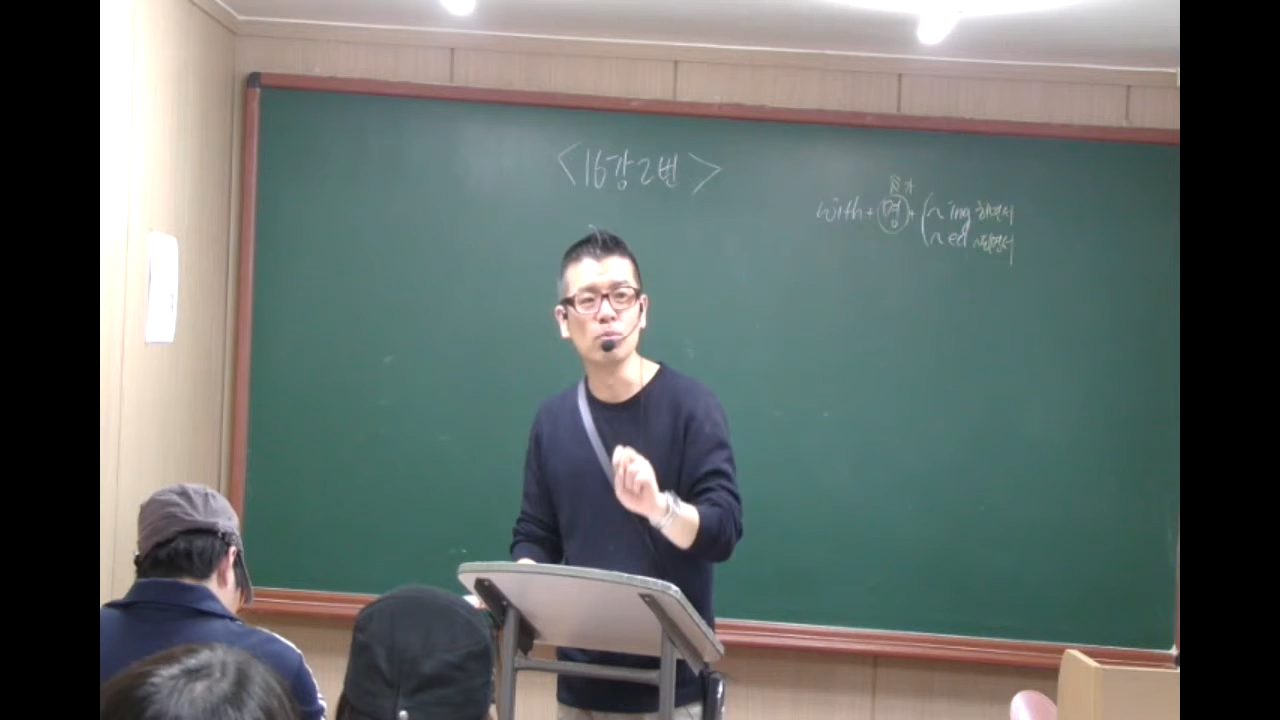 <16강 2번>
with + 명 + ( ~ing 하면서
~ed ~되면서